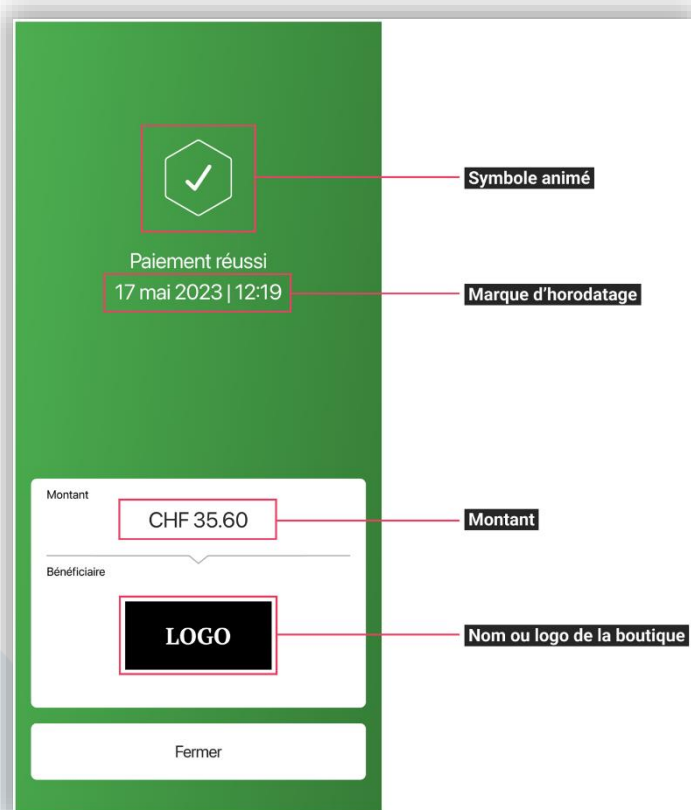 Symbole animé
Paiement réussi
17 mai 2023 | 12:19
Marque d’horodatage
Montant
CHF 35.60
Montant
Bénéficiaire
LOGO
Nom ou logo de la boutique
Fermer